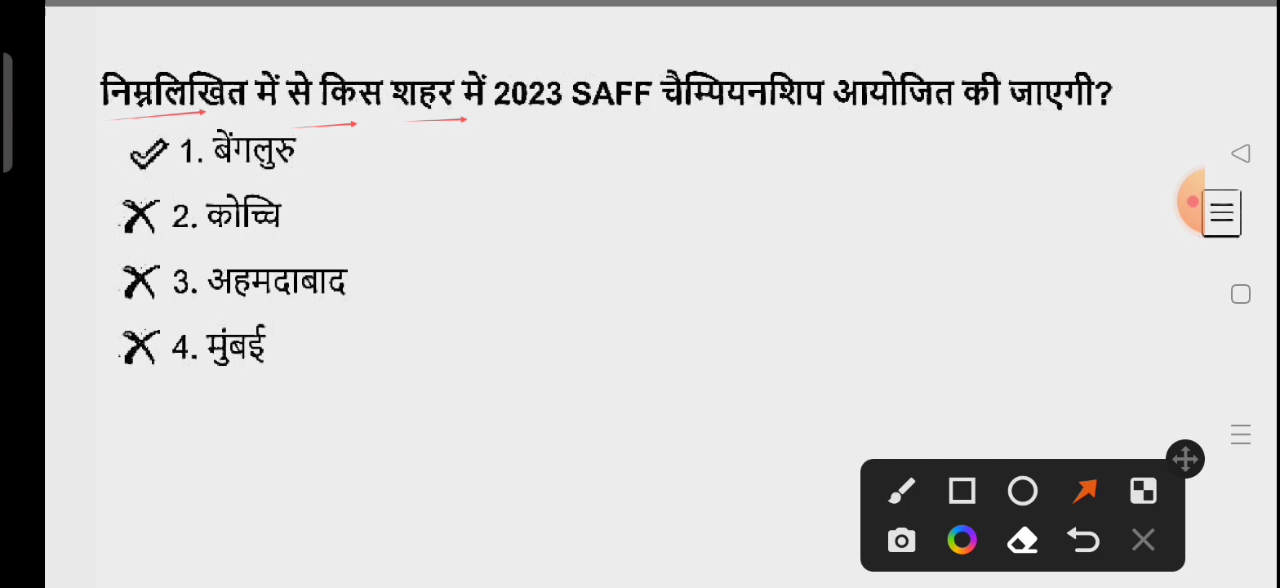 निम्नलिखित में से किस शहर में 2023 SAFF चैम्पियनशिप आयोजित की जाएगी?
1. बेंगलुरु
2. कोच्चि
3. अहमदाबाद
4. मुंबई